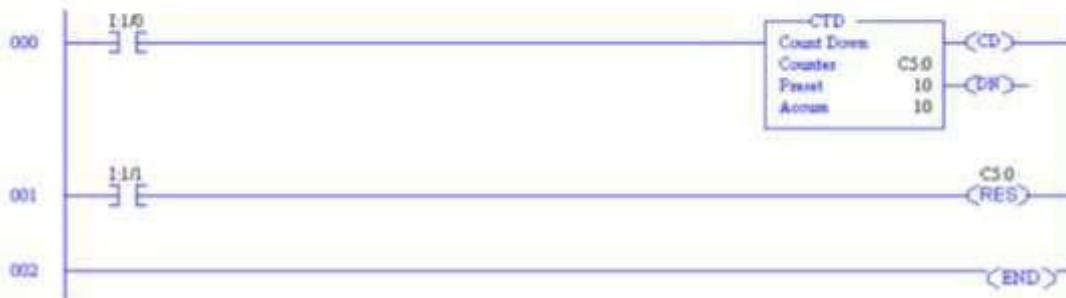 I:1/0
CTD
000
Count Down
(CD)
Counter C5:0
Preset 10
(DN)
Accum 10
I:1/1
C5:0
001
(RES)
002
(END)